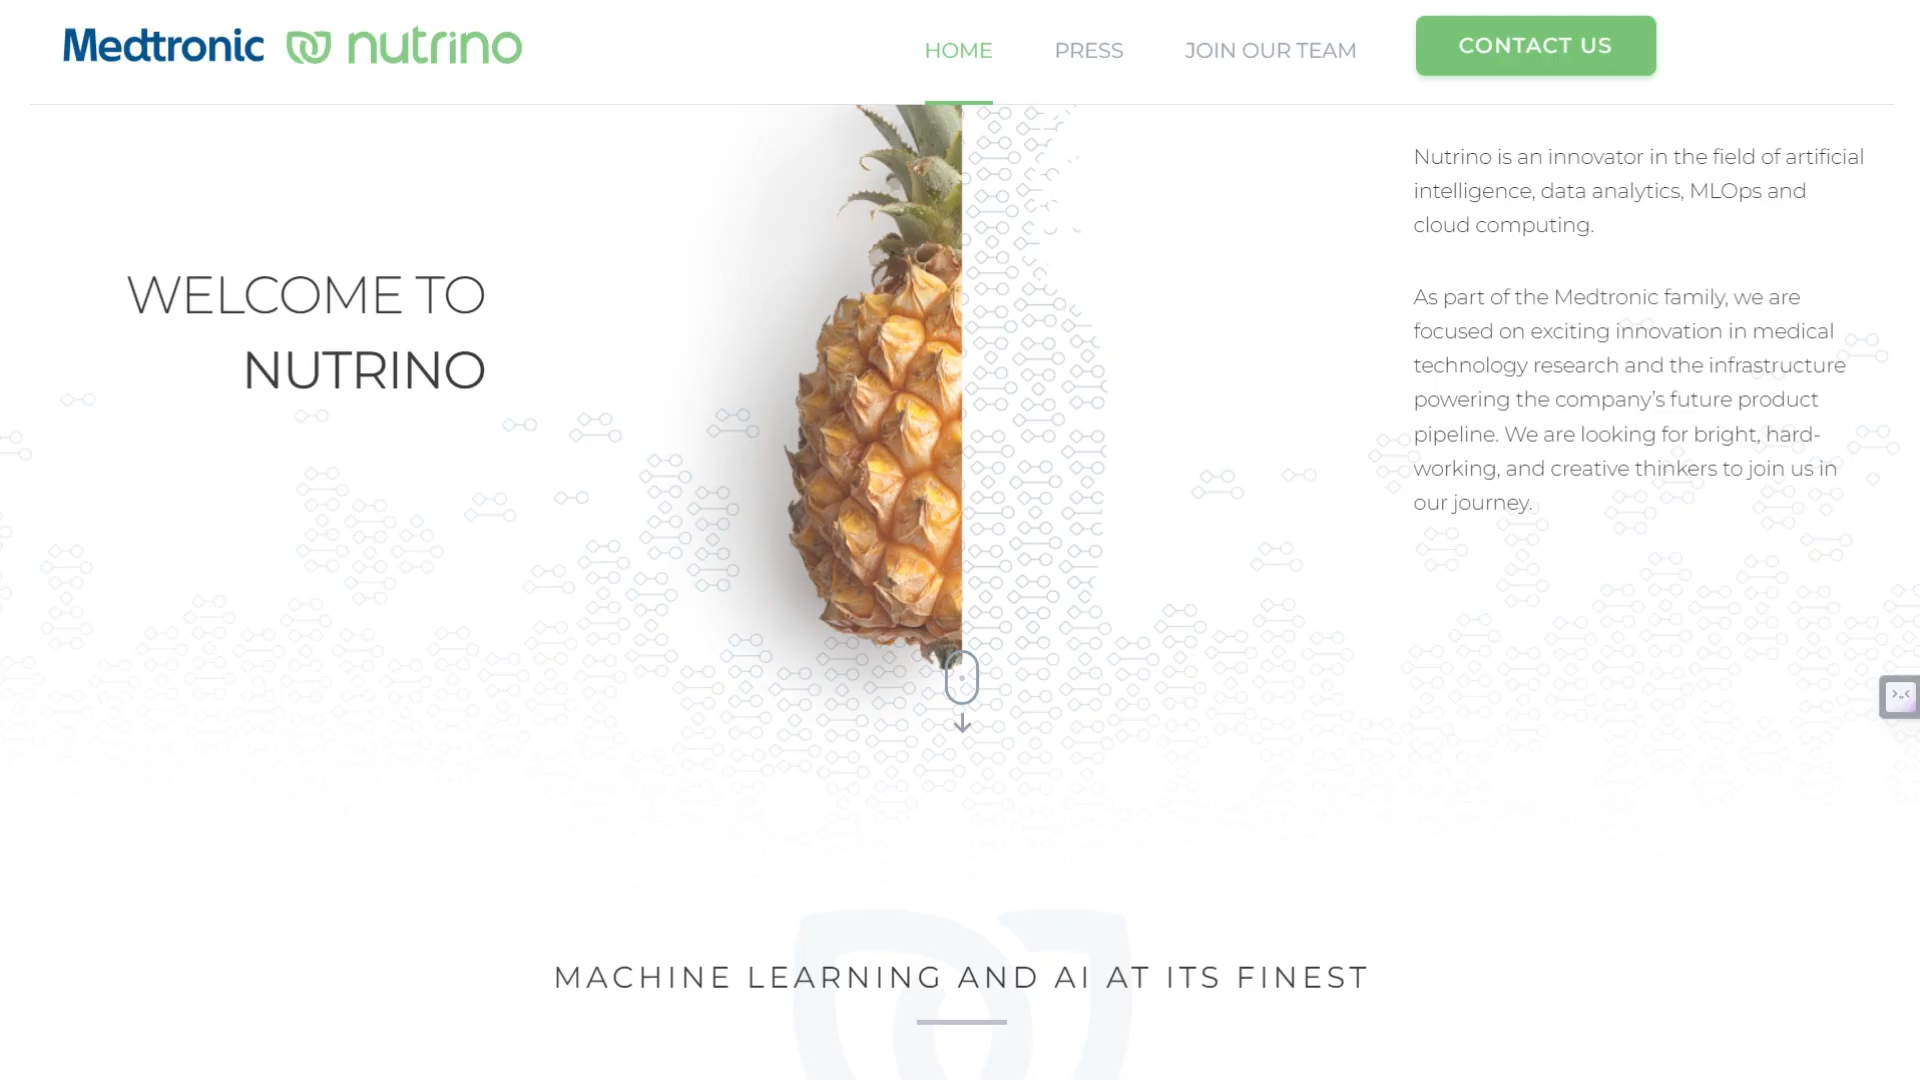 Medtronic nutrino
HOME PRESS JOIN OUR TEAM CONTACT US
WELCOME TO
NUTRINO
Nutrino is an innovator in the field of artificial
intelligence, data analytics, MLOps and
cloud computing.
As part of the Medtronic family, we are
focused on exciting innovation in medical
technology research and the infrastructure
powering the company’s future product
pipeline. We are looking for bright, hard-
working, and creative thinkers to join us in
our journey.
MACHINE LEARNING AND AI AT ITS FINEST